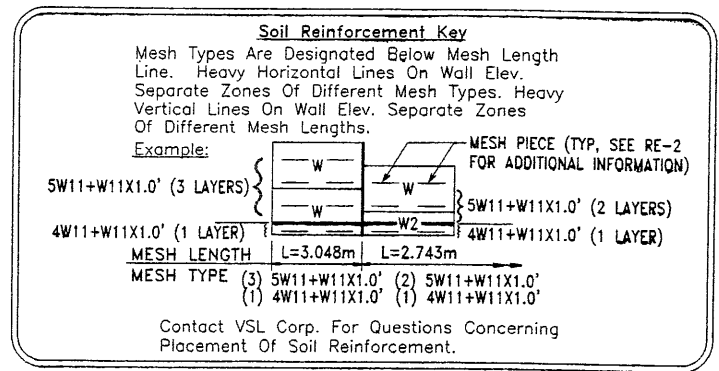 Soil Reinforcement Key
Mesh Types Are Designated Below Mesh Length
Line. Heavy Horizontal Lines On Wall Elev.
Separate Zones Of Different Mesh Types. Heavy
Vertical Lines On Wall Elev. Separate Zones
Of Different Mesh Lengths.
Example:
MESH PIECE (TYP, SEE RE-2
FOR ADDITIONAL INFORMATION)
W
W
5W11+W11X1.0' (3 LAYERS)
W
5W11+W11X1.0' (2 LAYERS)
W2
4W11+W11X1.0' (1 LAYER)
4W11+W11X1.0' (1 LAYER)
MESH LENGTH L=3.048m L=2.743m
MESH TYPE (3) 5W11+W11X1.0' (2) 5W11+W11X1.0'
(1) 4W11+W11X1.0' (1) 4W11+W11X1.0'
Contact VSL Corp. For Questions Concerning
Placement Of Soil Reinforcement.